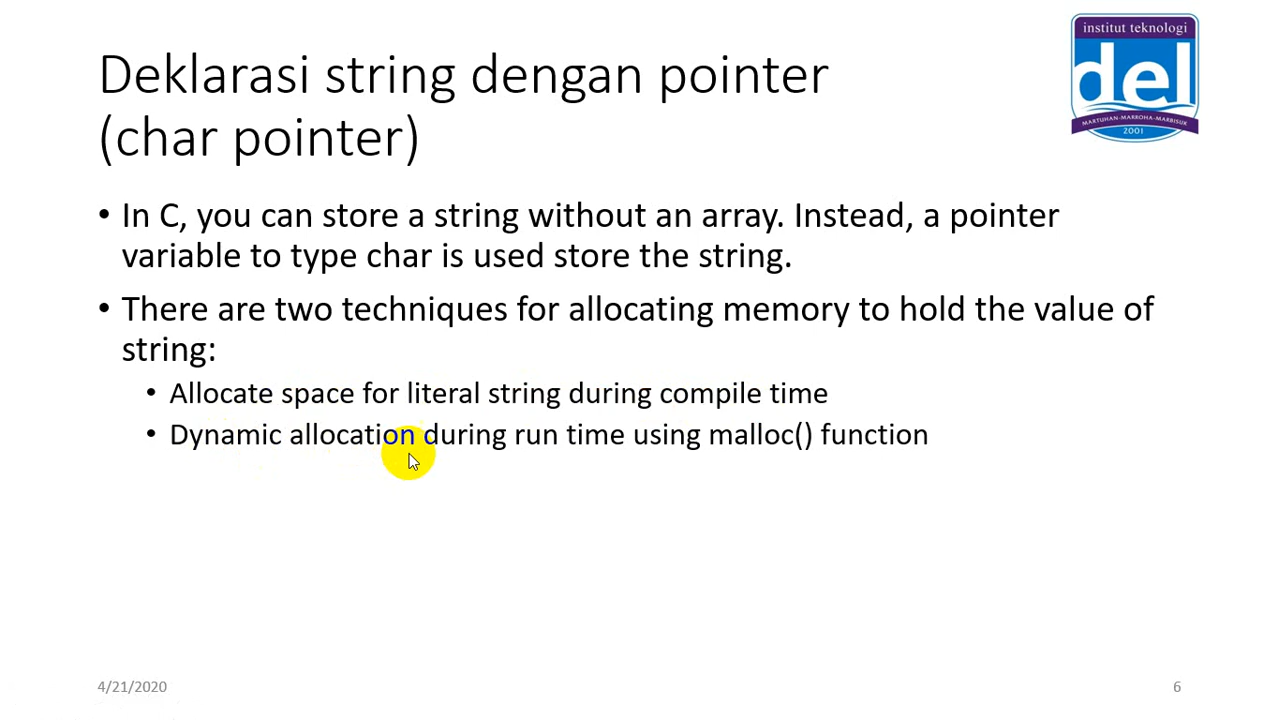 institut teknologi
del
MARTUHAN-MARROHA-MARBISUK
2001
Deklarasi string dengan pointer
(char pointer)
• In C, you can store a string without an array. Instead, a pointer
variable to type char is used store the string.
• There are two techniques for allocating memory to hold the value of
string:
• Allocate space for literal string during compile time
• Dynamic allocation during run time using malloc() function
4/21/2020
6